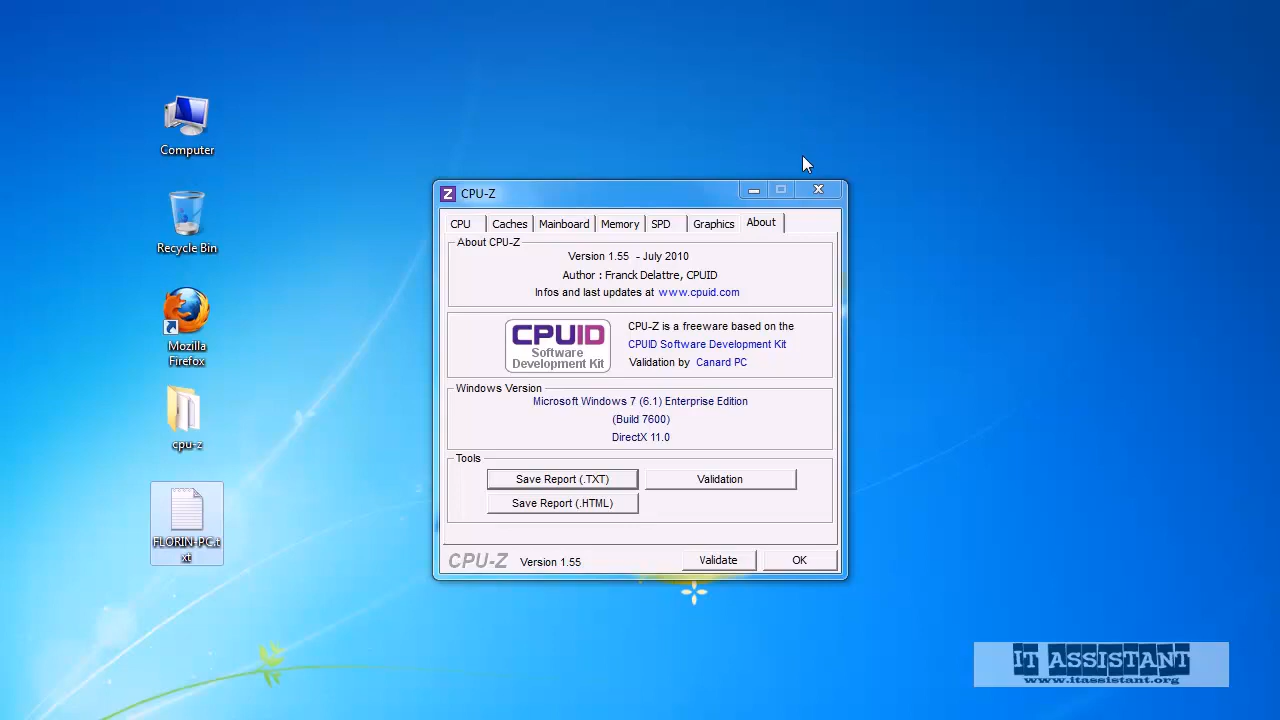 Computer
Recycle Bin
Mozilla
Firefox
cpu-z
FLORIN-PC.t
xt
Z CPU-Z
CPU Caches Mainboard Memory SPD Graphics About
About CPU-Z
Version 1.55 - July 2010
Author : Franck Delattre, CPUID
Infos and last updates at www.cpuid.com
CPUID
Software
Development Kit
CPU-Z is a freeware based on the
CPUID Software Development Kit
Validation by Canard PC
Windows Version
Microsoft Windows 7 (6.1) Enterprise Edition
(Build 7600)
DirectX 11.0
Tools
Save Report (.TXT) Validation
Save Report (.HTML)
CPU-Z Version 1.55 Validate OK
IT ASSISTANT
www.itassistant.org